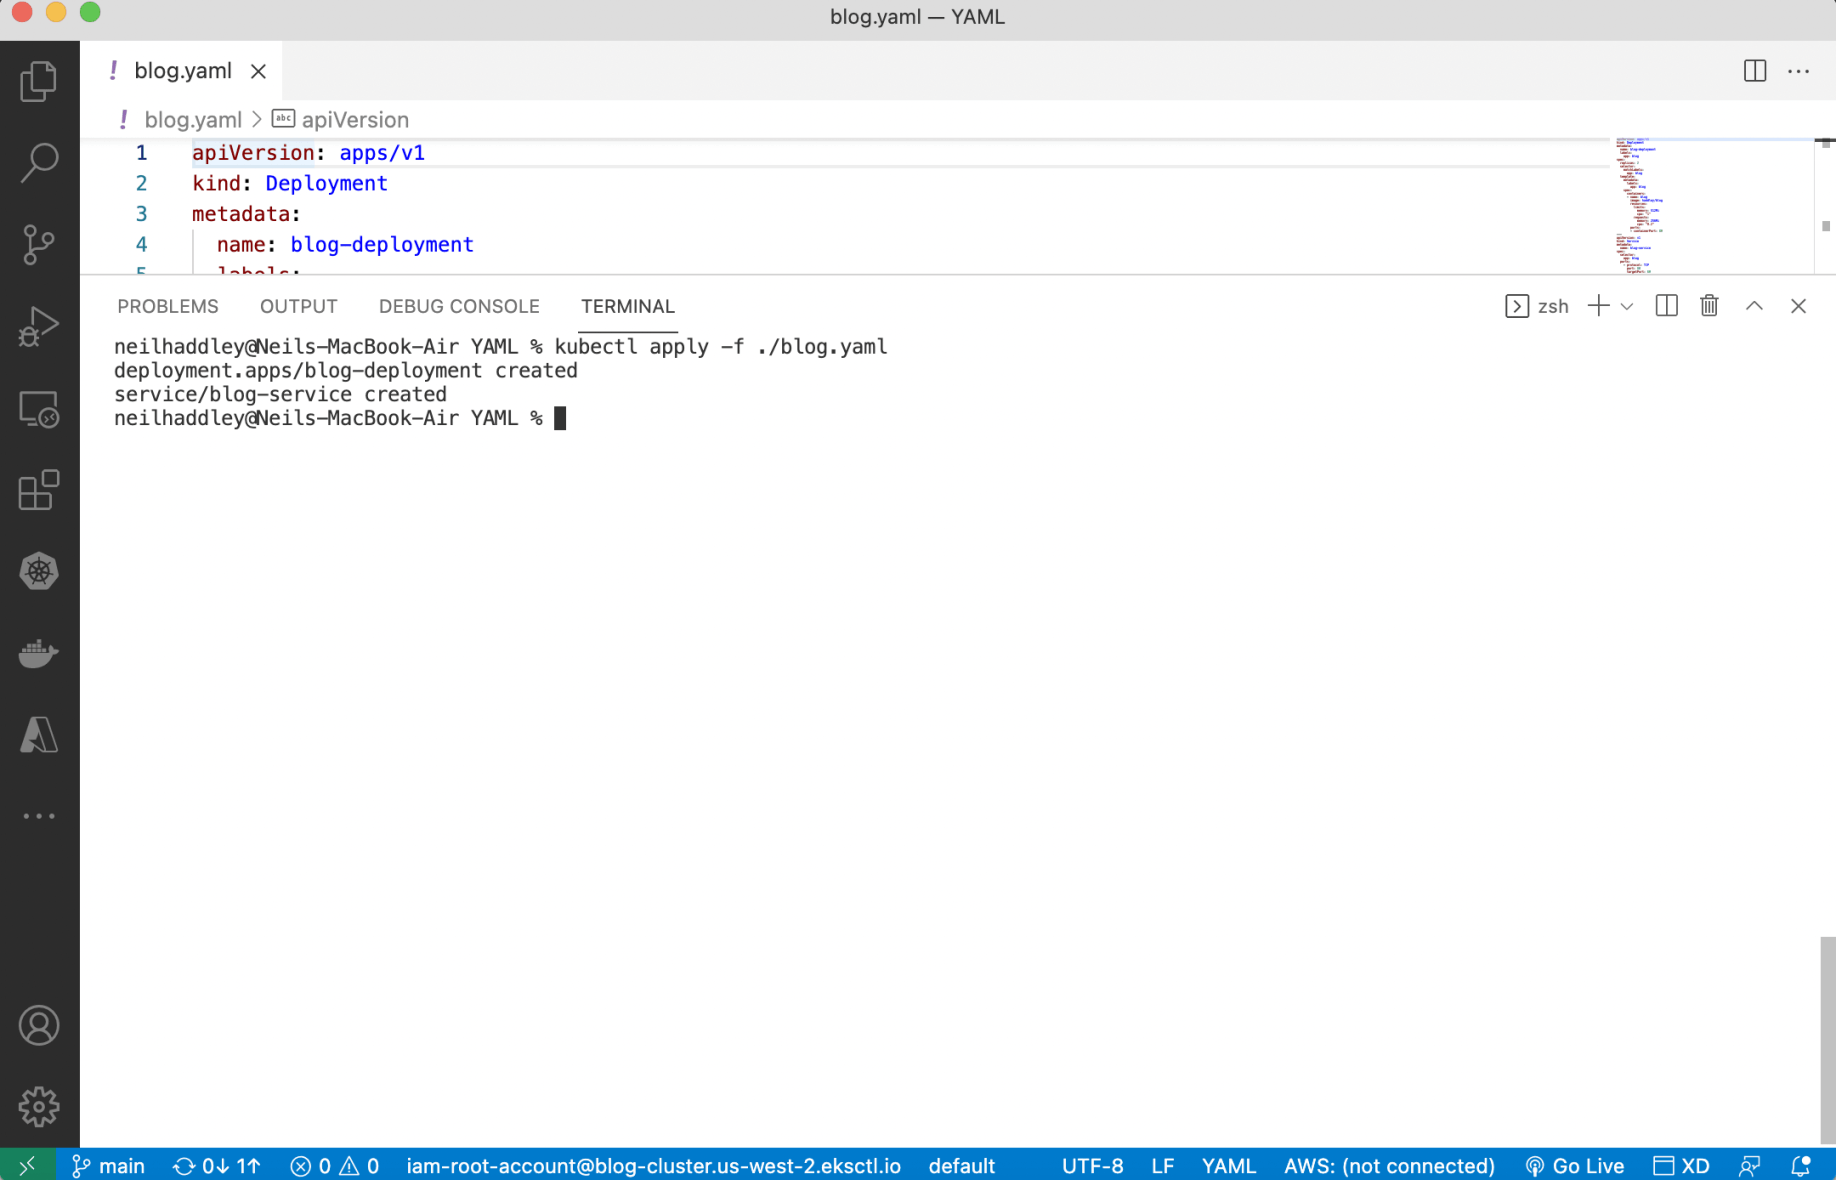 blog.yaml — YAML
! blog.yaml
! blog.yaml > abc apiVersion
1 apiVersion: apps/v1
2 kind: Deployment
3 metadata:
4   name: blog-deployment
5   labels:
PROBLEMS OUTPUT DEBUG CONSOLE TERMINAL zsh
neilhaddley@Neils-MacBook-Air YAML % kubectl apply -f ./blog.yaml
deployment.apps/blog-deployment created
service/blog-service created
neilhaddley@Neils-MacBook-Air YAML %
main 0↓ 1↑ 0 0 iam-root-account@blog-cluster.us-west-2.eksctl.io default UTF-8 LF YAML AWS: (not connected) Go Live XD